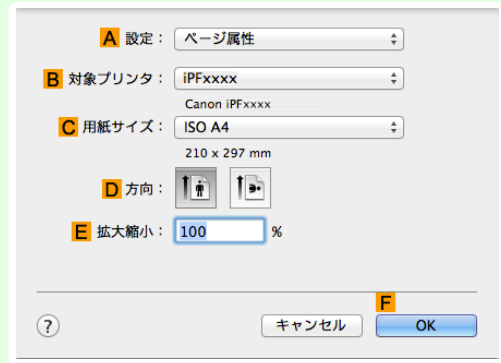 A 設定： ページ属性
B 対象プリンタ： iPFxxxx
Canon iPFxxxx
C 用紙サイズ： ISO A4
210 x 297 mm
D 方向：
E 拡大縮小： 100 %
F
? キャンセル OK